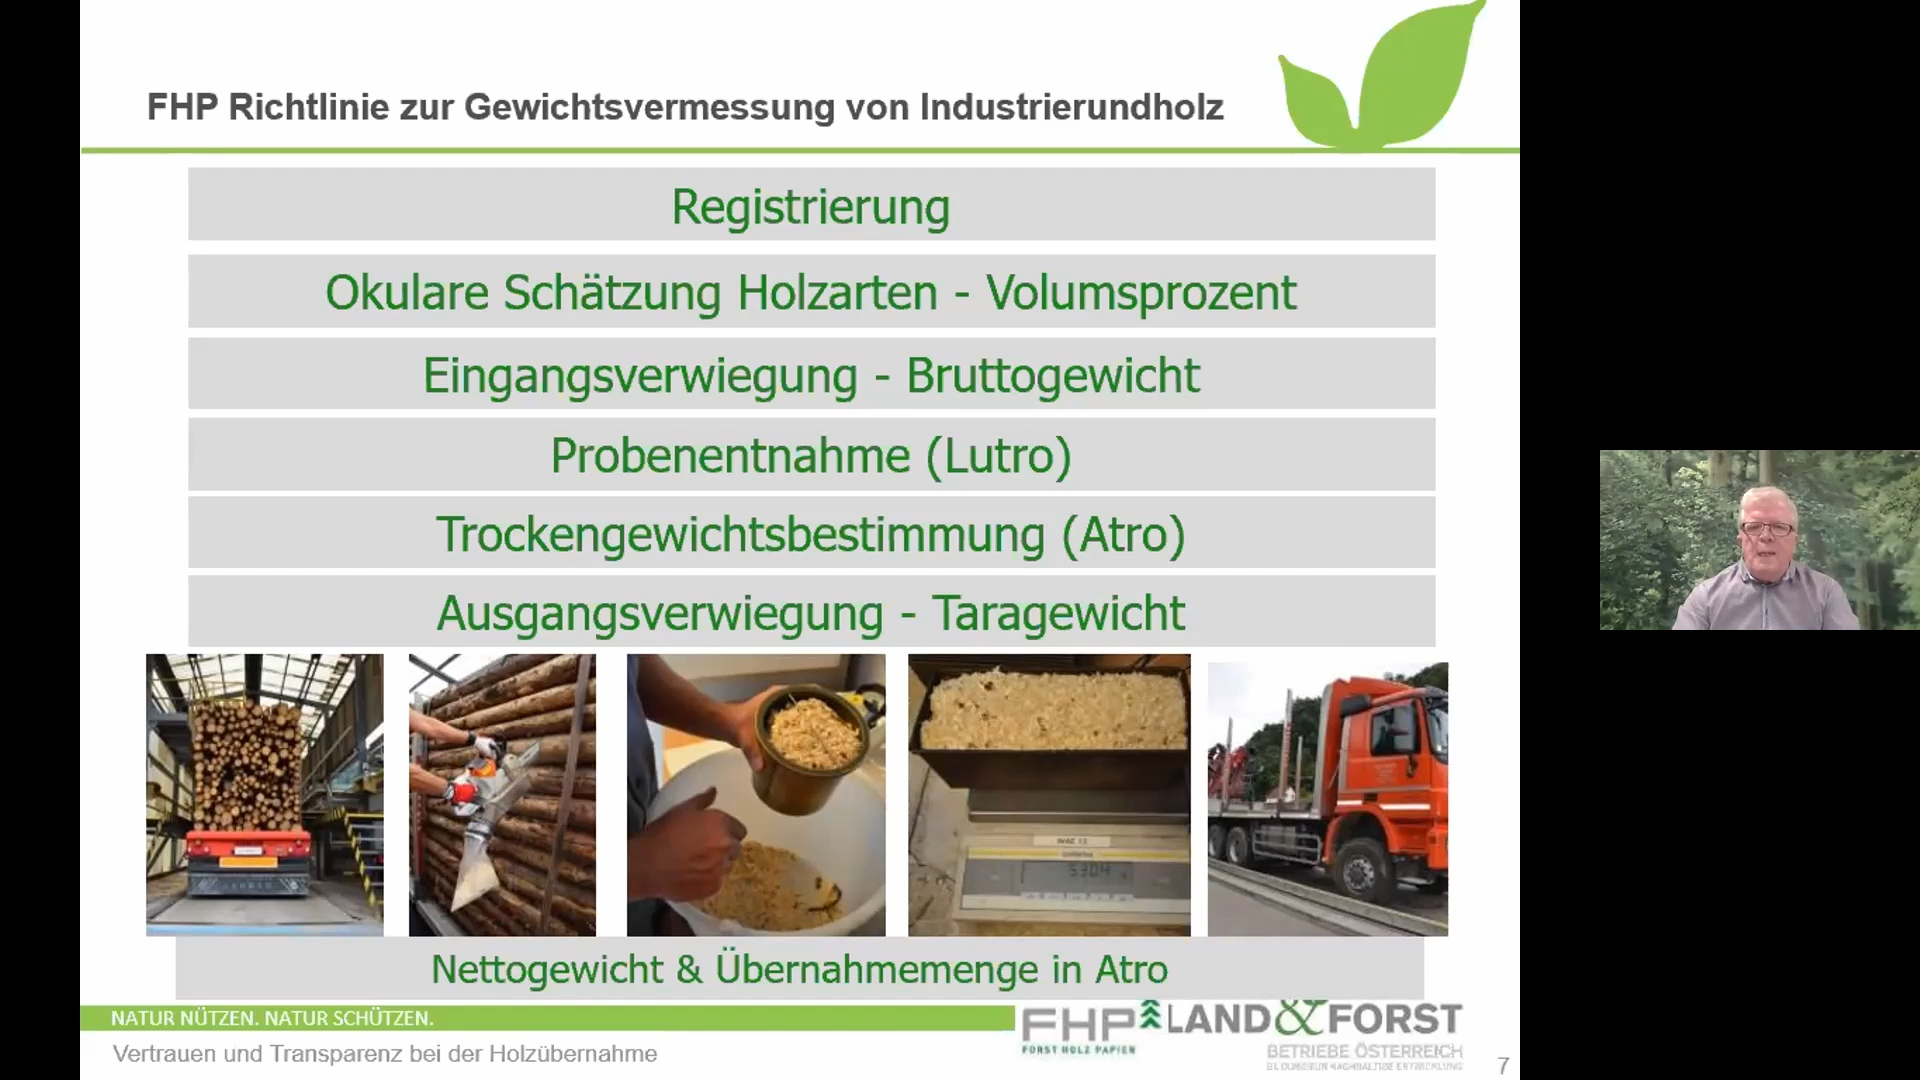 FHP Richtlinie zur Gewichtsvermessung von Industrierundholz
Registrierung
Okulare Schätzung Holzarten - Volumsprozent
Eingangsverwiegung - Bruttogewicht
Probenentnahme (Lutro)
Trockengewichtsbestimmung (Atro)
Ausgangsverwiegung - Taragewicht
Nettogewicht & Übernahmemenge in Atro
NATUR NÜTZEN. NATUR SCHÜTZEN.
Vertrauen und Transparenz bei der Holzübernahme
FHP
FORST HOLZ PAPIER
LAND&FORST
BETRIEBE ÖSTERREICH
7